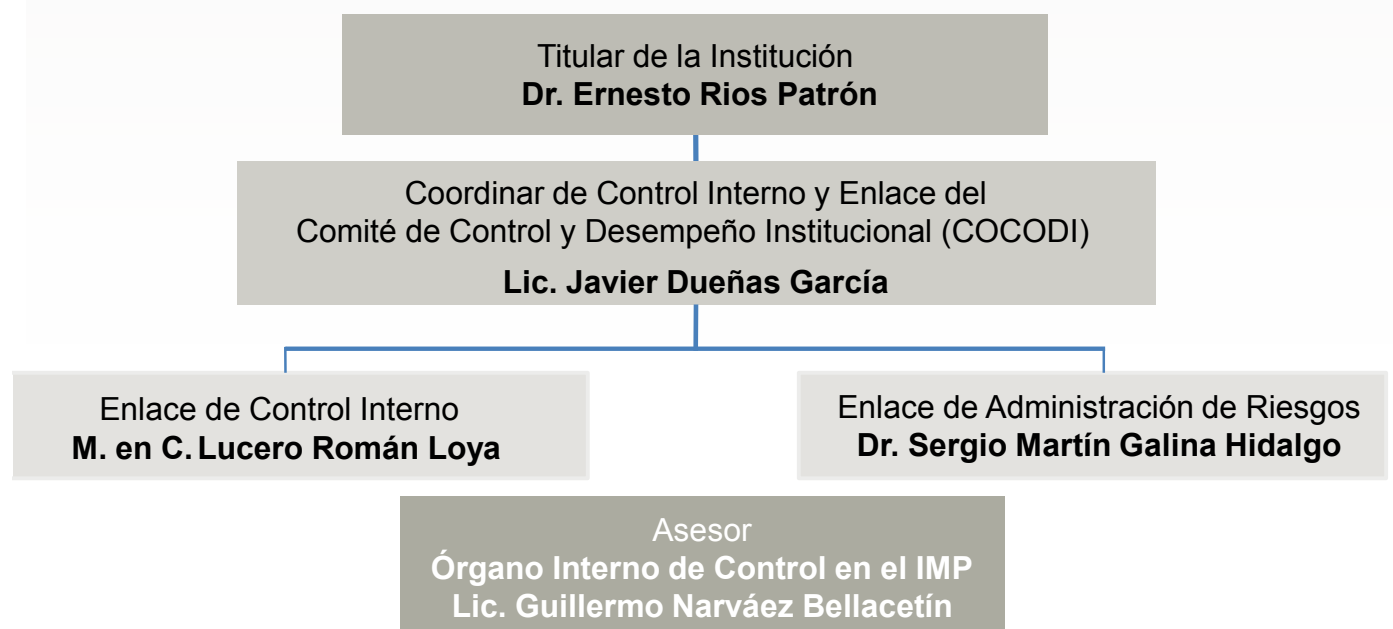 Titular de la Institución
Dr. Ernesto Rios Patrón
Coordinar de Control Interno y Enlace del
Comité de Control y Desempeño Institucional (COCODI)
Lic. Javier Dueñas García
Enlace de Control Interno
M. en C. Lucero Román Loya
Enlace de Administración de Riesgos
Dr. Sergio Martín Galina Hidalgo
Asesor
Órgano Interno de Control en el IMP
Lic. Guillermo Narváez Bellacetín